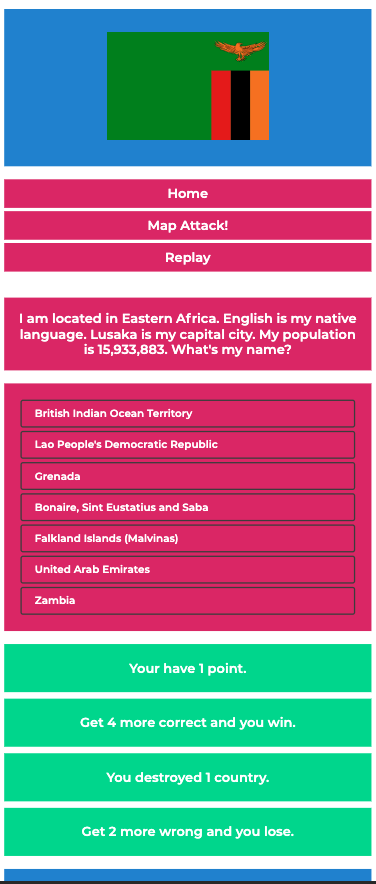 Home
Map Attack!
Replay
I am located in Eastern Africa. English is my native
language. Lusaka is my capital city. My population
is 15,933,883. What's my name?
British Indian Ocean Territory
Lao People's Democratic Republic
Grenada
Bonaire, Sint Eustatius and Saba
Falkland Islands (Malvinas)
United Arab Emirates
Zambia
Your have 1 point.
Get 4 more correct and you win.
You destroyed 1 country.
Get 2 more wrong and you lose.